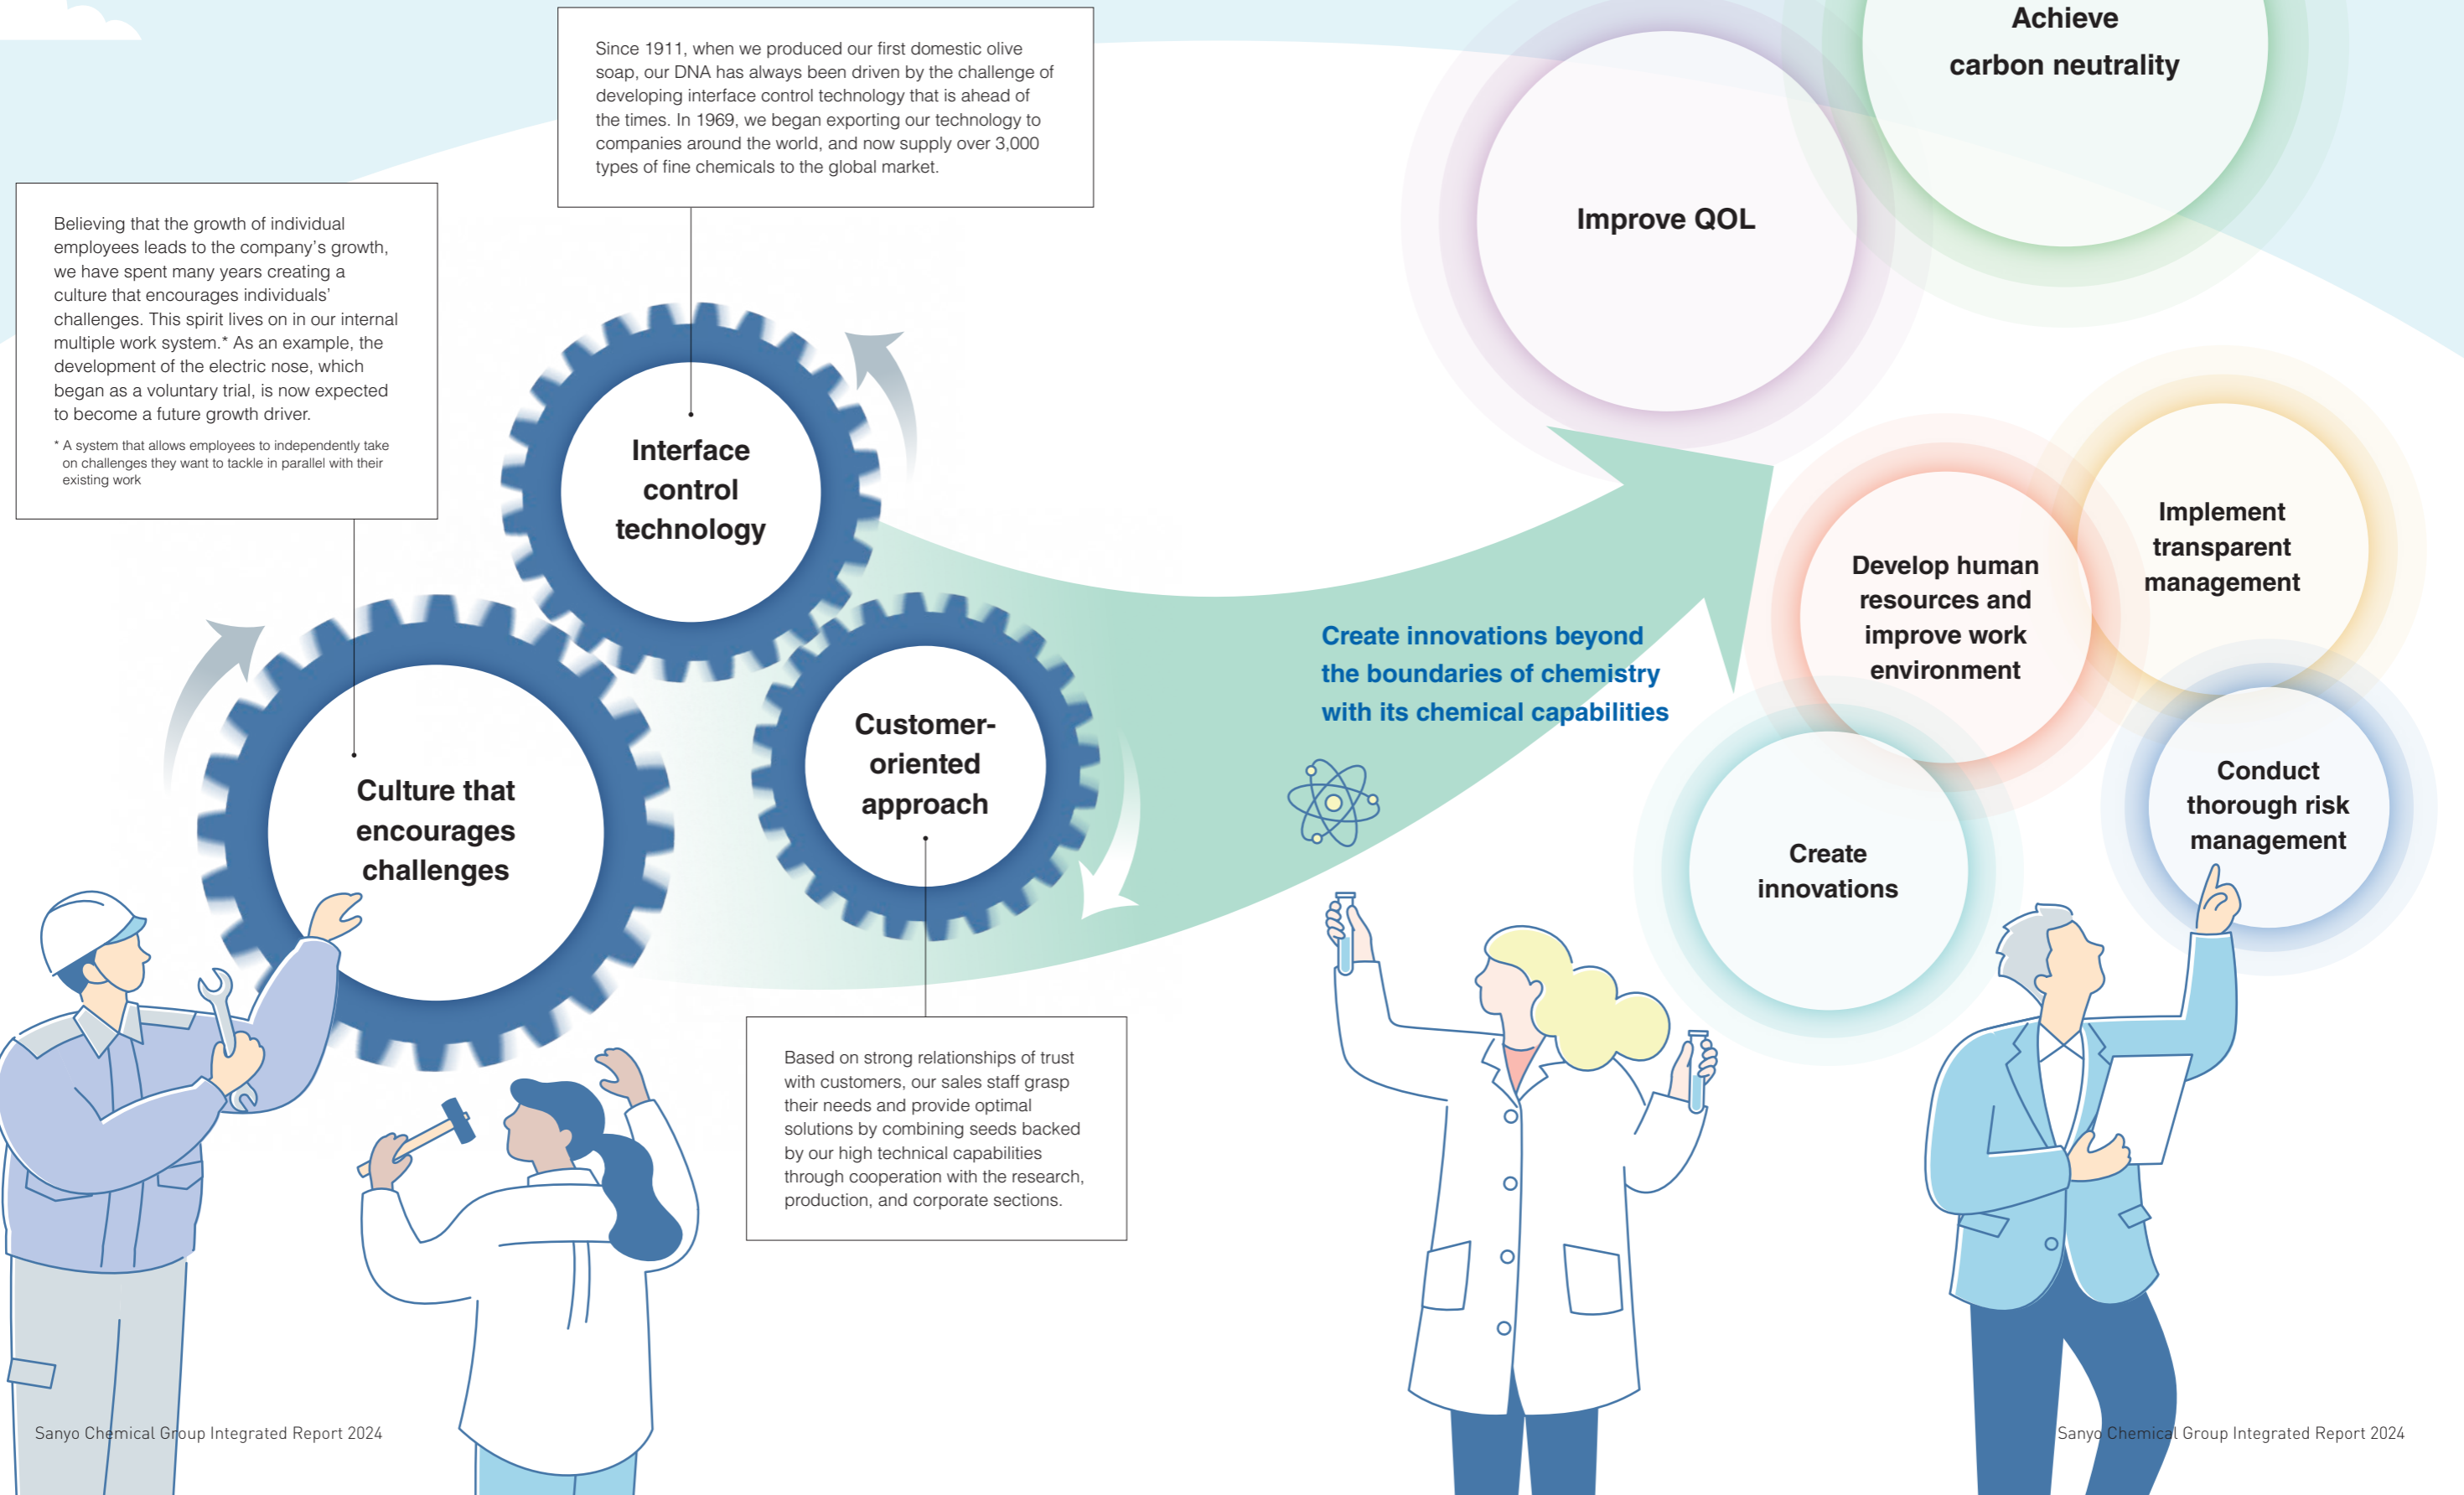 Since 1911, when we produced our first domestic olive
soap, our DNA has always been driven by the challenge of
developing interface control technology that is ahead of
the times. In 1969, we began exporting our technology to
companies around the world, and now supply over 3,000
types of fine chemicals to the global market.
Believing that the growth of individual
employees leads to the company's growth,
we have spent many years creating a
culture that encourages individuals'
challenges. This spirit lives on in our internal
multiple work system.* As an example, the
development of the electric nose, which
began as a voluntary trial, is now expected
to become a future growth driver.
* A system that allows employees to independently take
on challenges they want to tackle in parallel with their
existing work
Interface
control
technology
Culture that
encourages
challenges
Customer-
oriented
approach
Based on strong relationships of trust
with customers, our sales staff grasp
their needs and provide optimal
solutions by combining seeds backed
by our high technical capabilities
through cooperation with the research,
production, and corporate sections.
Create innovations beyond
the boundaries of chemistry
with its chemical capabilities
Achieve
carbon neutrality
Improve QOL
Implement
transparent
management
Develop human
resources and
improve work
environment
Conduct
thorough risk
management
Create
innovations
Sanyo Chemical Group Integrated Report 2024
Sanyo Chemical Group Integrated Report 2024